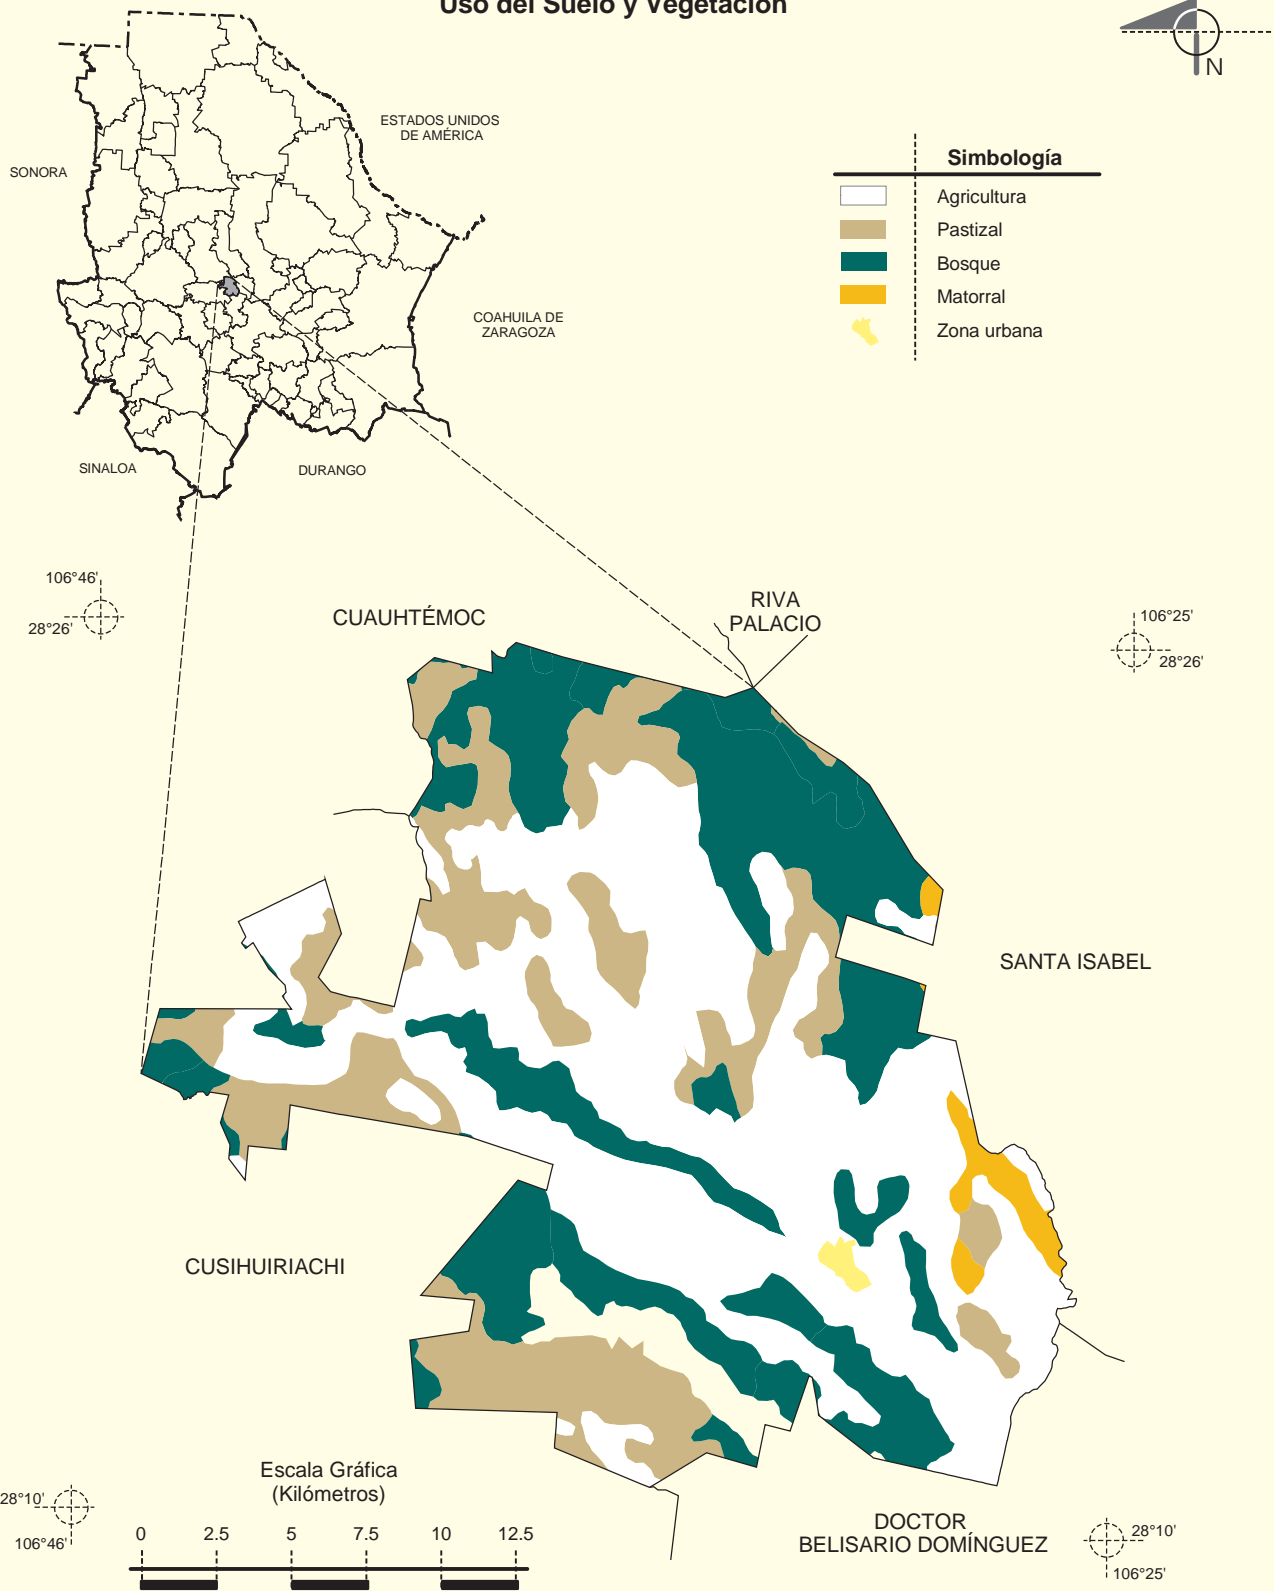 Uso del Suelo y Vegetación
N
ESTADOS UNIDOS
DE AMÉRICA
SONORA
Simbología
Agricultura
Pastizal
Bosque
Matorral
Zona urbana
COAHUILA DE
ZARAGOZA
SINALOA
DURANGO
106°46'
28°26'
CUAUHTÉMOC
RIVA
PALACIO
106°25'
28°26'
SANTA ISABEL
CUSIHUIRIACHI
Escala Gráfica
(Kilómetros)
0 2.5 5 7.5 10 12.5
28°10'
106°46'
DOCTOR
BELISARIO DOMÍNGUEZ
28°10'
106°25'